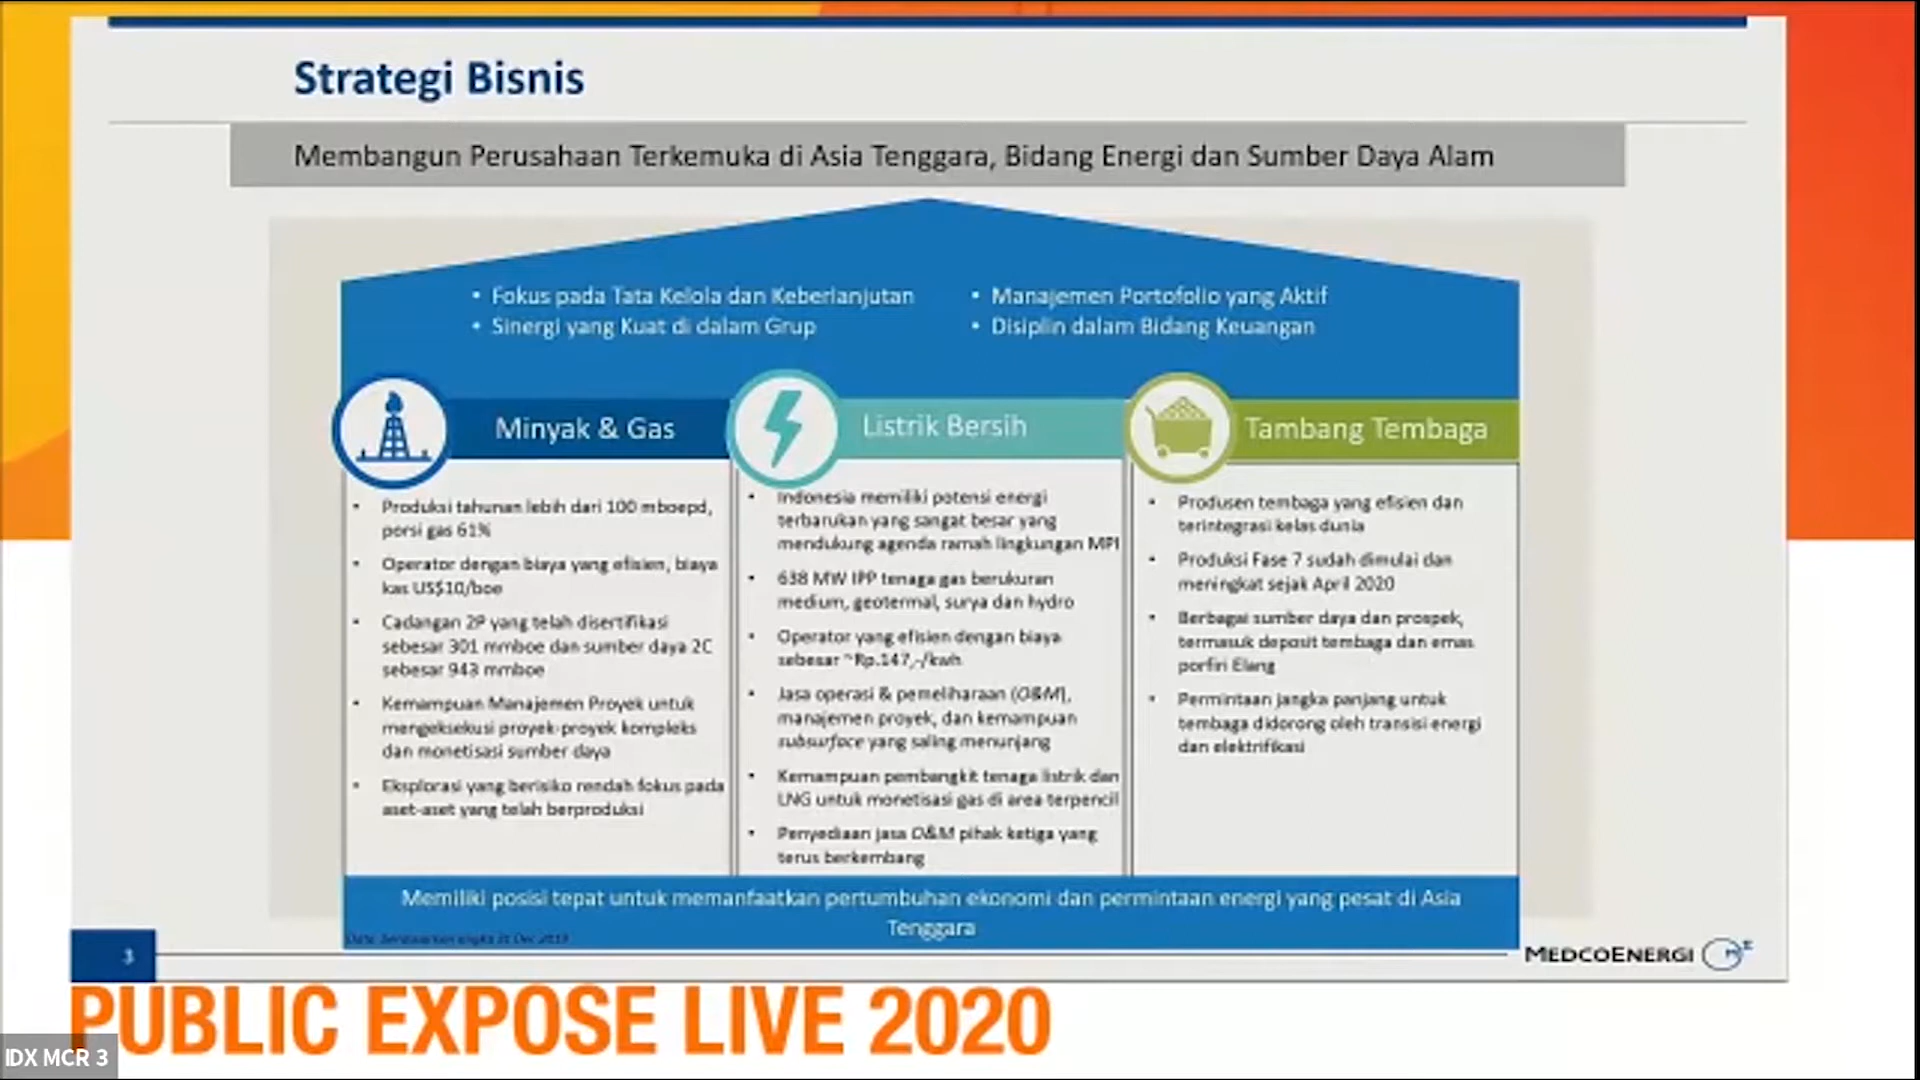 Strategi Bisnis
Membangun Perusahaan Terkemuka di Asia Tenggara, Bidang Energi dan Sumber Daya Alam
• Fokus pada Tata Kelola dan Keberlanjutan
• Sinergi yang Kuat di dalam Grup
• Manajemen Portofolio yang Aktif
• Disiplin dalam Bidang Keuangan
Minyak & Gas
• Produksi tahunan lebih dari 100 mboepd,
porsi gas 61%
• Operator dengan biaya yang efisien, biaya
kas US$10/boe
• Cadangan 2P yang telah disertifikasi
sebesar 301 mmboe dan sumber daya 2C
sebesar 943 mmboe
• Kemampuan Manajemen Proyek untuk
mengeksekusi proyek-proyek kompleks
dan monetisasi sumber daya
• Eksplorasi yang berisiko rendah fokus pada
aset-aset yang telah berproduksi
Listrik Bersih
• Indonesia memiliki potensi energi
terbarukan yang sangat besar yang
mendukung agenda ramah lingkungan MPI
• 638 MW IPP tenaga gas berukuran
medium, geotermal, surya dan hydro
• Operator yang efisien dengan biaya
sebesar ~Rp.147,-/kwh
• Jasa operasi & pemeliharaan (O&M),
manajemen proyek, dan kemampuan
subsurface yang saling menunjang
• Kemampuan pembangkit tenaga listrik dan
LNG untuk monetisasi gas di area terpencil
• Penyediaan jasa O&M pihak ketiga yang
terus berkembang
Tambang Tembaga
• Produsen tembaga yang efisien dan
terintegrasi kelas dunia
• Produksi Fase 7 sudah dimulai dan
meningkat sejak April 2020
• Berbagai sumber daya dan prospek,
termasuk deposit tembaga dan emas
porfiri Elang
• Permintaan jangka panjang untuk
tembaga didorong oleh transisi energi
dan elektrifikasi
Memiliki posisi tepat untuk memanfaatkan pertumbuhan ekonomi dan permintaan energi yang pesat di Asia
Tenggara
3
MEDCOENERGI
PUBLIC EXPOSE LIVE 2020
IDX MCR 3